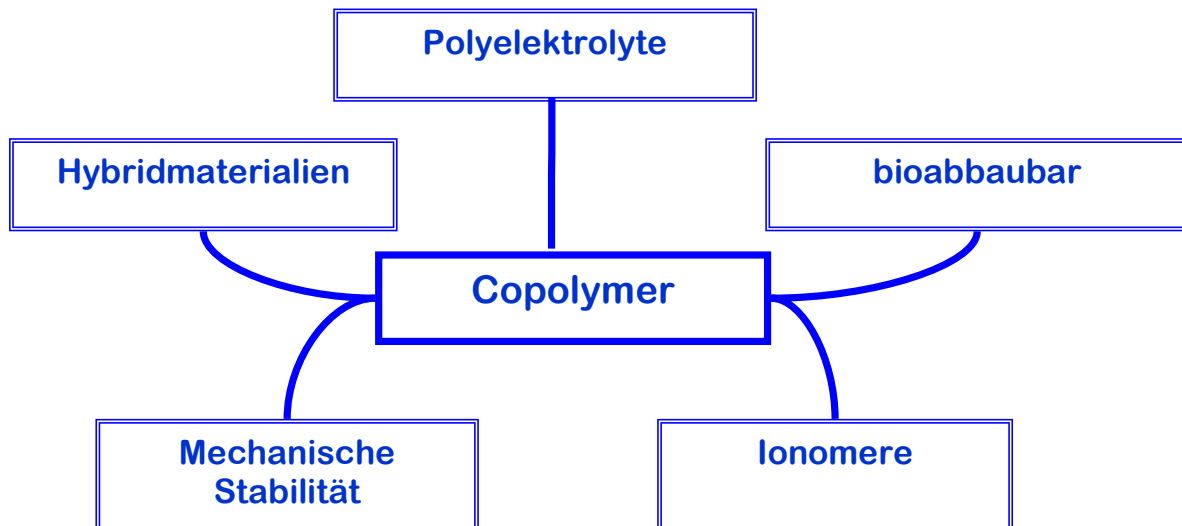 Polyelektrolyte
Hybridmaterialien
bioabbaubar
Copolymer
Mechanische
Stabilität
Ionomere